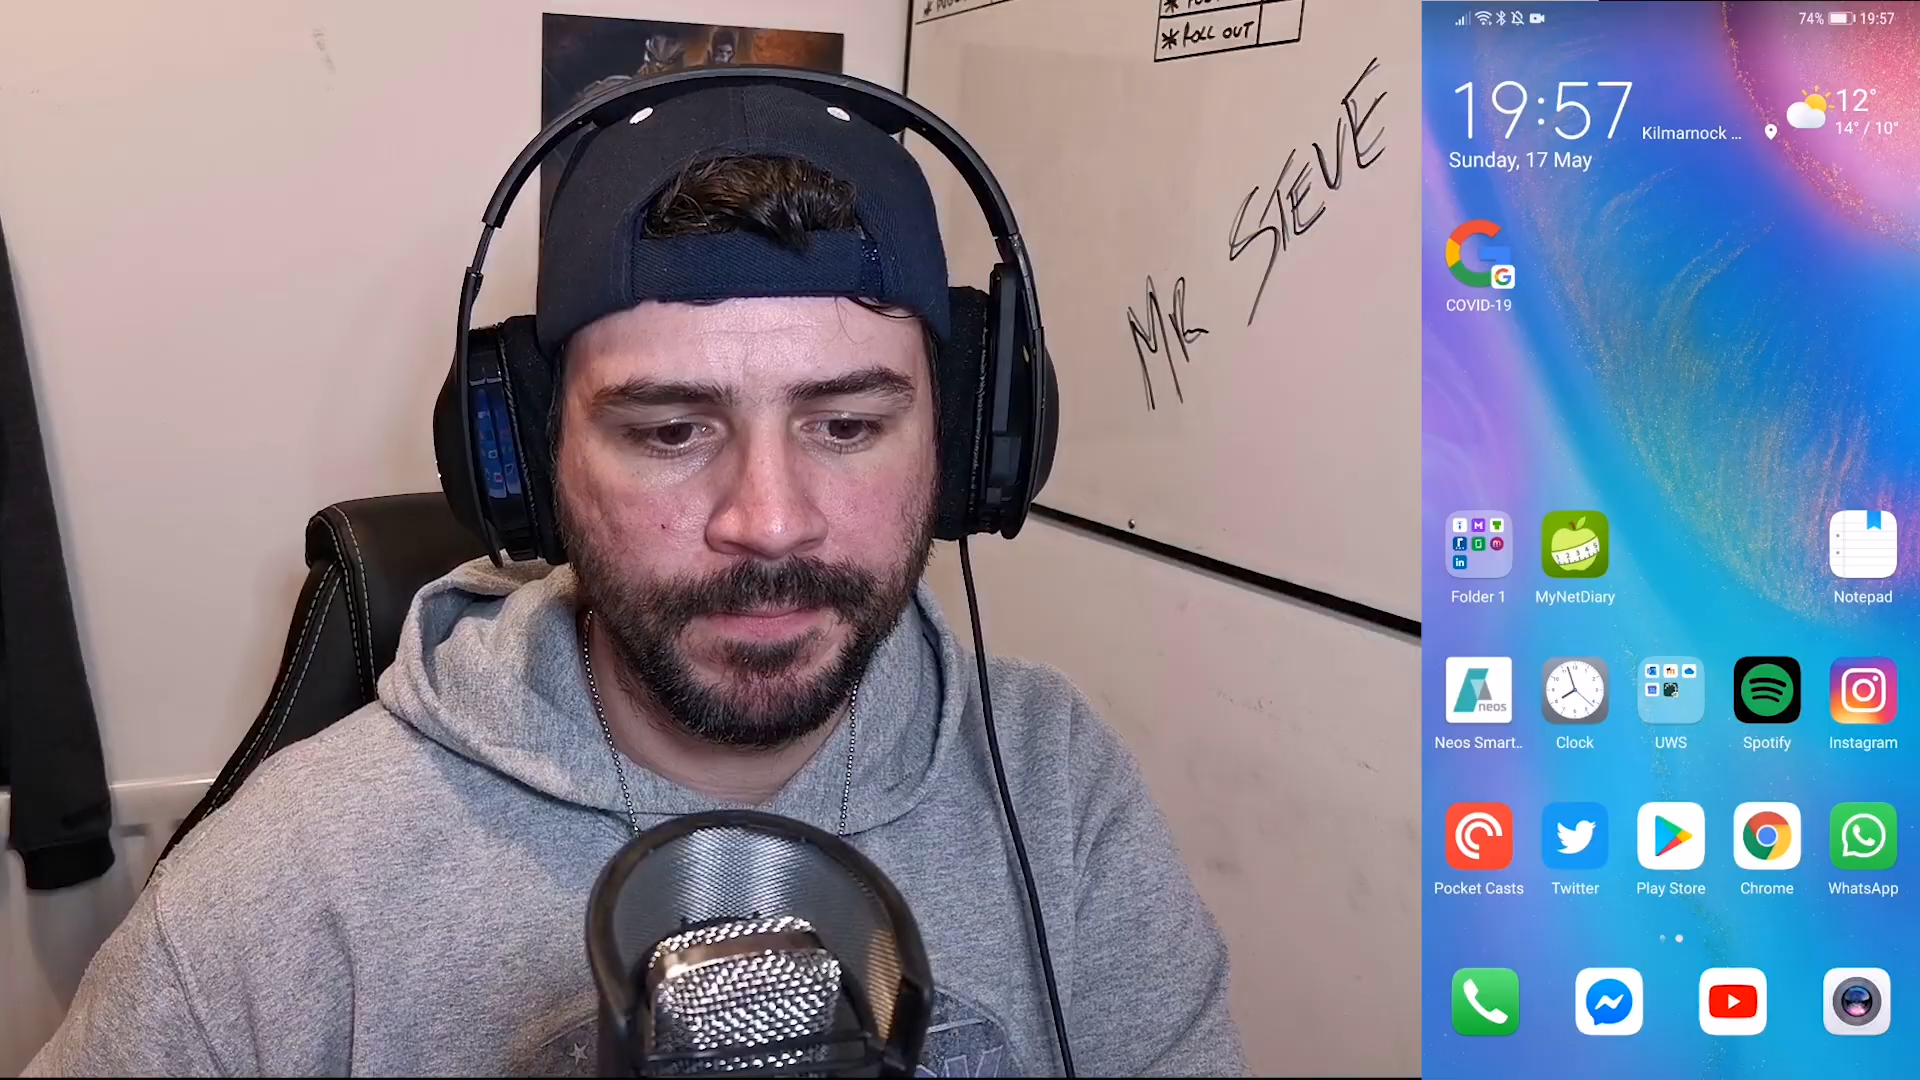 ROLL OUT
MR STEVE
74% 19:57
19:57
Kilmarnock ...
12°
14° / 10°
Sunday, 17 May
COVID-19
Folder 1
MyNetDiary
Notepad
neos
Neos Smart..
Clock
UWS
Spotify
Instagram
Pocket Casts
Twitter
Play Store
Chrome
WhatsApp